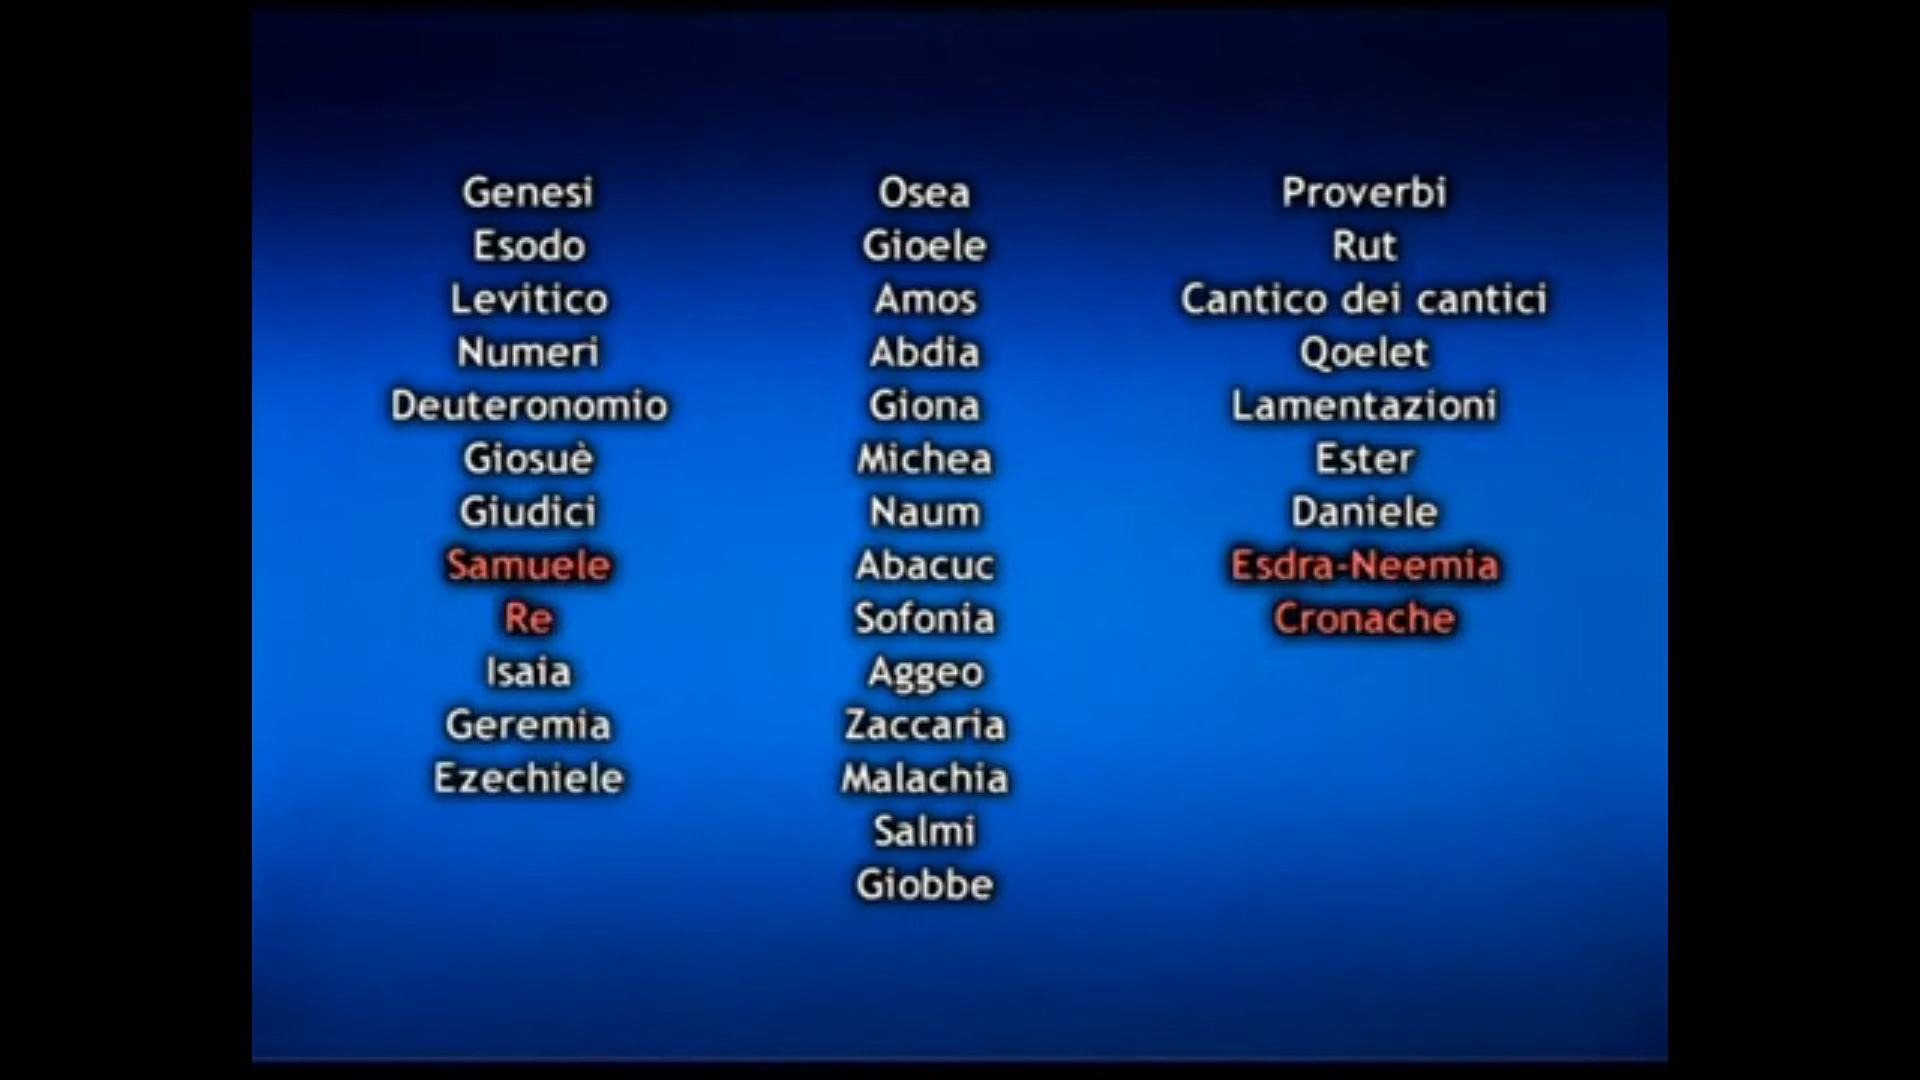 Genesi
Esodo
Levitico
Numeri
Deuteronomio
Giosuè
Giudici
Samuele
Re
Isaia
Geremia
Ezechiele
Osea
Gioele
Amos
Abdia
Giona
Michea
Naum
Abacuc
Sofonia
Aggeo
Zaccaria
Malachia
Salmi
Giobbe
Proverbi
Rut
Cantico dei cantici
Qoelet
Lamentazioni
Ester
Daniele
Esdra-Neemia
Cronache